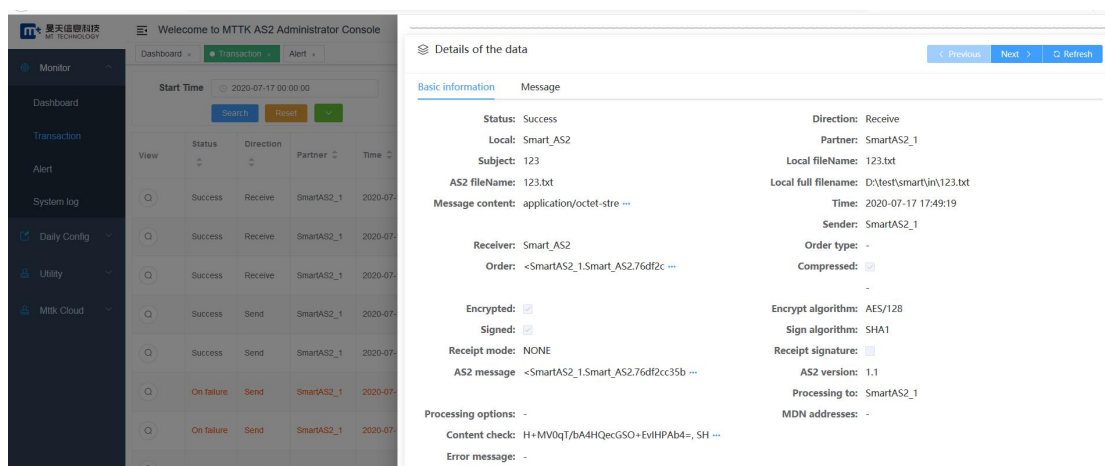 旻天信息科技
MT TECHNOLOGY
Welcome to MTTK AS2 Administrator Console
Dashboard
Transaction
Alert
Monitor
Dashboard
Transaction
Alert
System log
Daily Config
Utility
Mttk Cloud
Start Time 2020-07-17 00:00:00
Search Reset
View Status Direction Partner Time
Success Receive SmartAS2_1 2020-07-
Success Receive SmartAS2_1 2020-07-
Success Receive SmartAS2_1 2020-07-
Success Send SmartAS2_1 2020-07-
Success Send SmartAS2_1 2020-07-
On failure Send SmartAS2_1 2020-07-
On failure Send SmartAS2_1 2020-07-
Details of the data
< Previous Next > Refresh
Basic information Message
Status: Success Direction: Receive
Local: Smart_AS2 Partner: SmartAS2_1
Subject: 123 Local fileName: 123.txt
AS2 fileName: 123.txt Local full filename: D:\test\smart\in\123.txt
Message content: application/octet-stre ··· Time: 2020-07-17 17:49:19
Sender: SmartAS2_1
Receiver: Smart_AS2 Order type: -
Order: <SmartAS2_1.Smart_AS2.76df2c ··· Compressed:
-
Encrypted: Encrypt algorithm: AES/128
Signed: Sign algorithm: SHA1
Receipt mode: NONE Receipt signature:
AS2 message <SmartAS2_1.Smart_AS2.76df2cc35b ··· AS2 version: 1.1
Processing to: SmartAS2_1
Processing options: - MDN addresses: -
Content check: H+MV0qT/bA4HQecGSO+EvIHPAb4=, SH ···
Error message: -